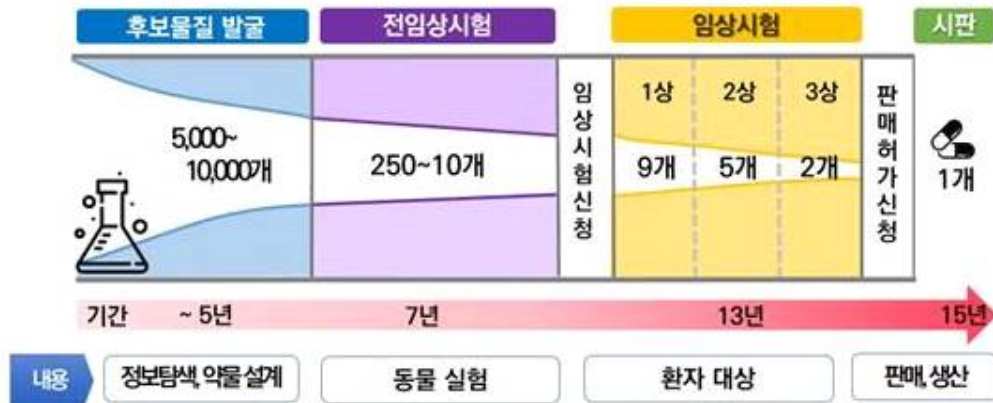 후보물질 발굴
전임상시험
임상시험
시판
5,000~
10,000개
250~10개
임상시험신청
1상 2상 3상
9개 5개 2개
판매허가신청
1개
기간 ~ 5년 7년 13년 15년
내용 정보탐색, 약물 설계 동물 실험 환자 대상 판매, 생산